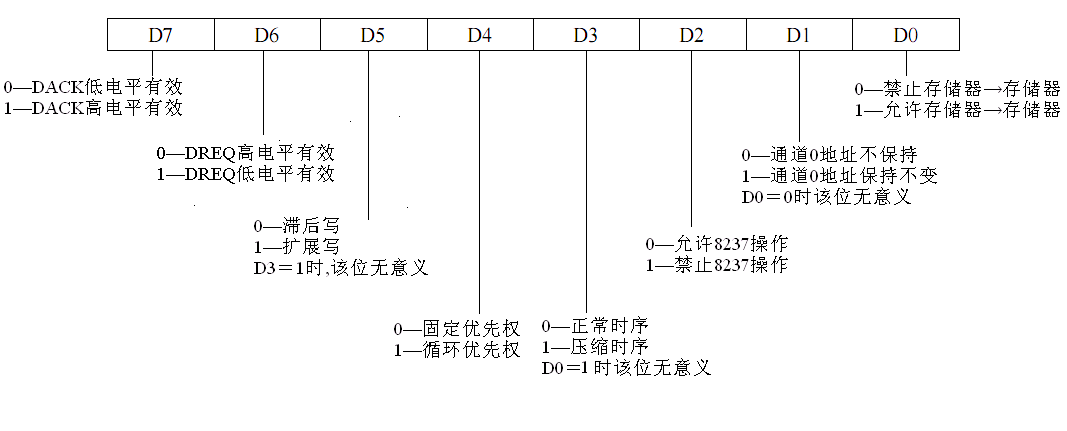 D7 D6 D5 D4 D3 D2 D1 D0
0—DACK低电平有效
1—DACK高电平有效
0—DREQ高电平有效
1—DREQ低电平有效
0—滞后写
1—扩展写
D3＝1时,该位无意义
0—固定优先权
1—循环优先权
0—正常时序
1—压缩时序
D0＝1 时该位无意义
0—允许8237操作
1—禁止8237操作
0—通道0地址不保持
1—通道0地址保持不变
D0＝0时该位无意义
0—禁止存储器→存储器
1—允许存储器→存储器